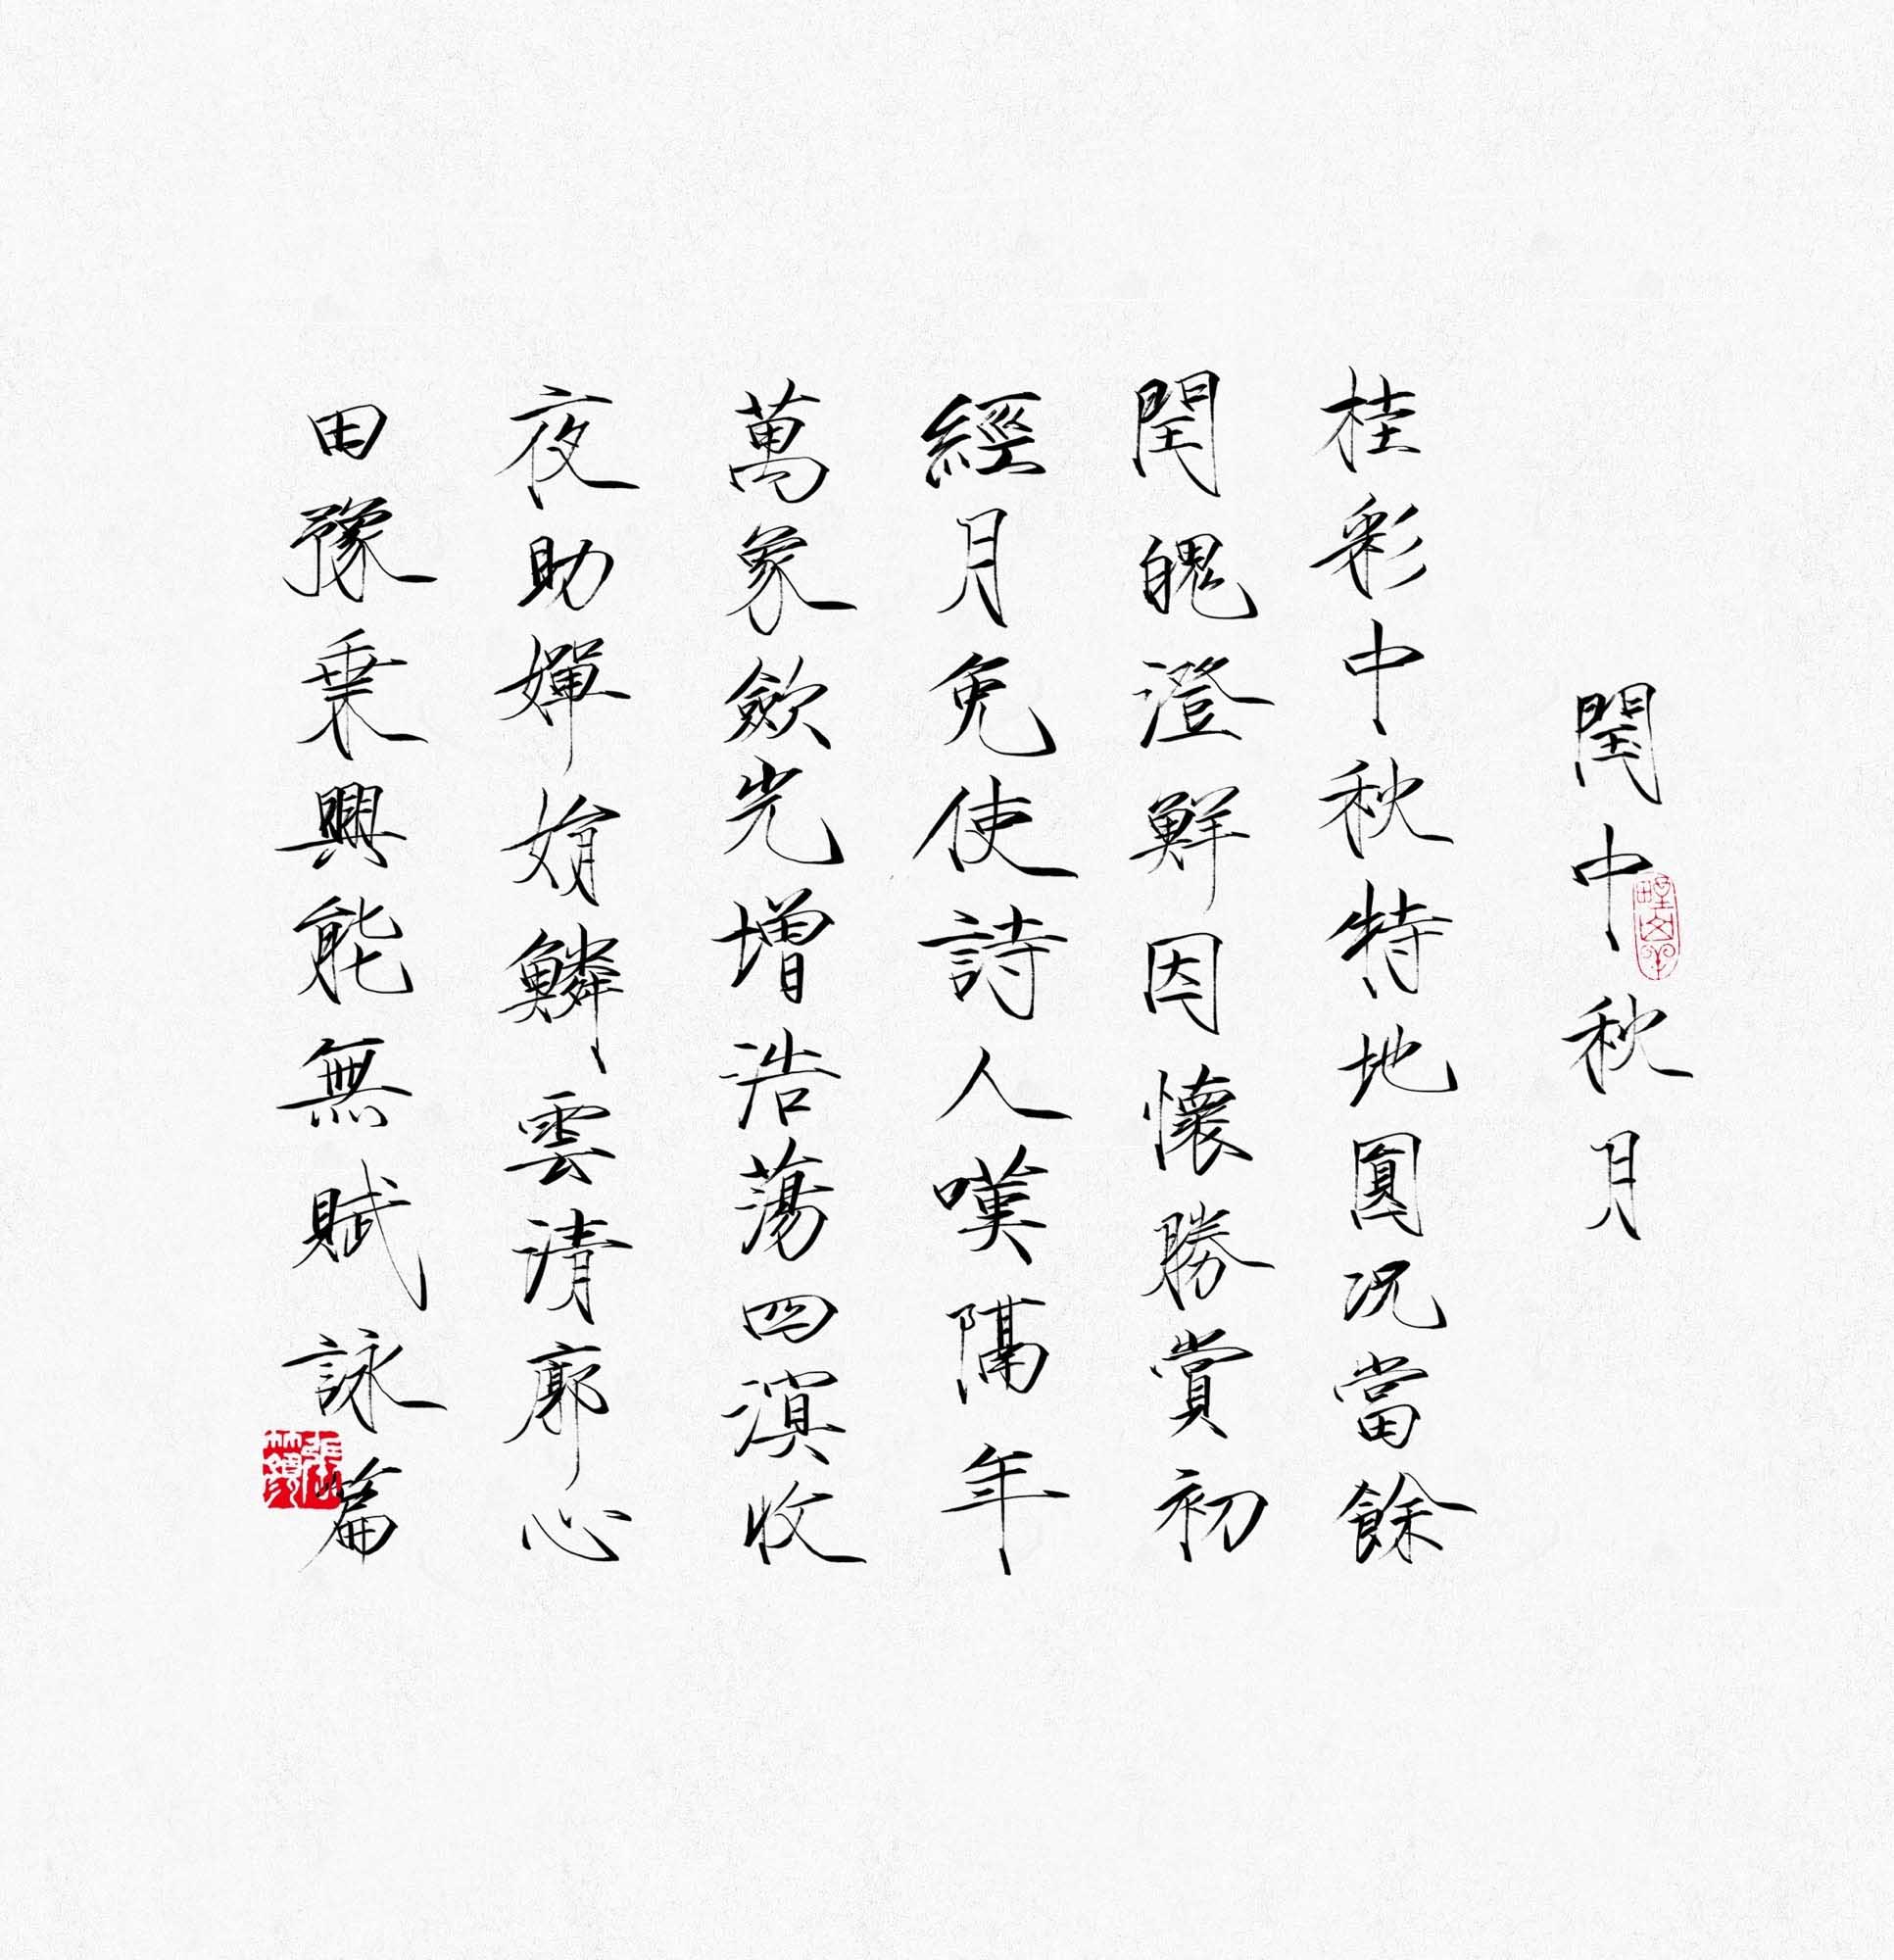 閏中秋月
桂彩中秋特地圓況當餘
閏魄澄鮮因懷勝賞初
經月免使詩人嘆隔年
萬象歛光增浩蕩四溟收
夜助嬋娟鱗雲清廓心
田豫乗興能無賦詠篇